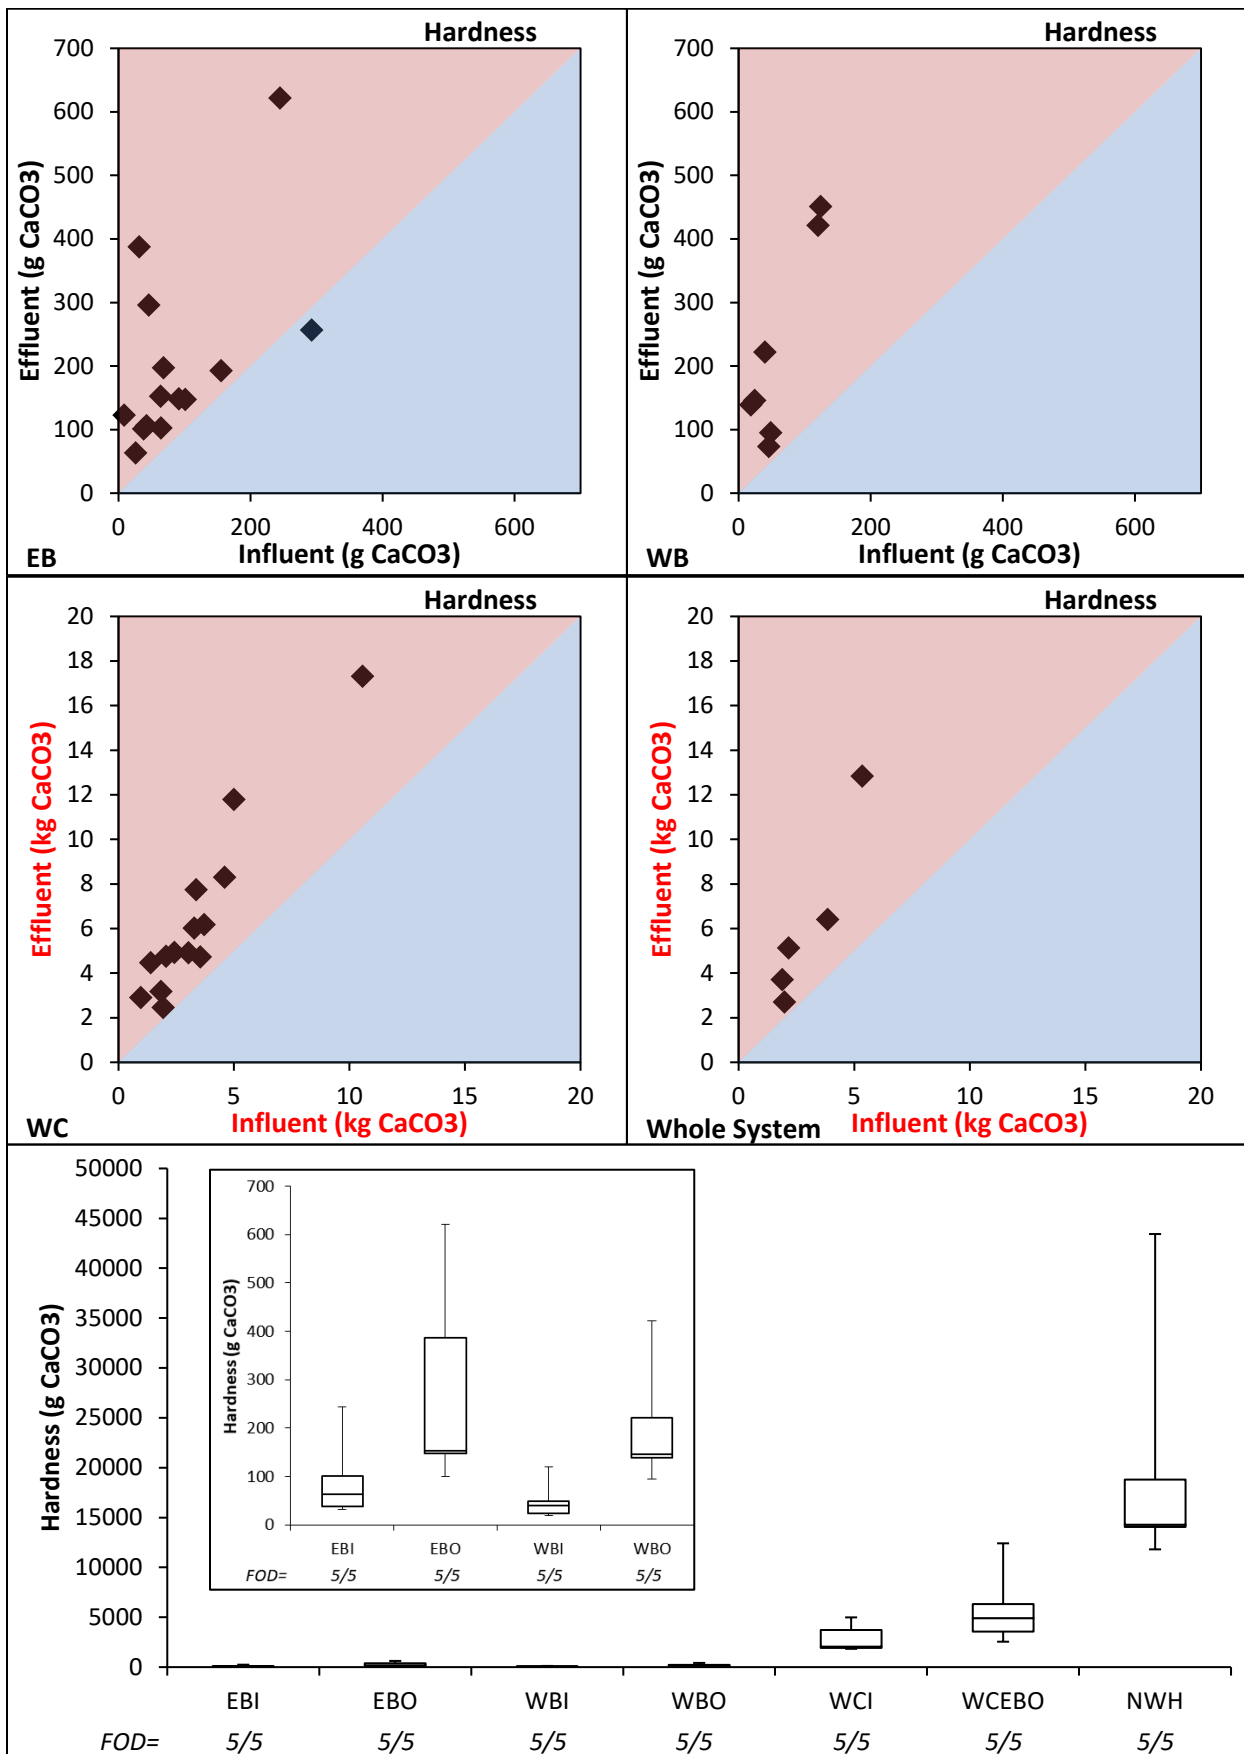 Hardness
700
600
500
400
300
200
100
0
Effluent (g CaCO3)
0 200 400 600
Influent (g CaCO3)
EB
Hardness
700
600
500
400
300
200
100
0
Effluent (g CaCO3)
0 200 400 600
Influent (g CaCO3)
WB
Hardness
20
18
16
14
12
10
8
6
4
2
0
Effluent (kg CaCO3)
0 5 10 15 20
Influent (kg CaCO3)
WC
Hardness
20
18
16
14
12
10
8
6
4
2
0
Effluent (kg CaCO3)
0 5 10 15 20
Influent (kg CaCO3)
Whole System
50000
45000
40000
35000
30000
25000
20000
15000
10000
5000
0
Hardness (g CaCO3)
700
600
500
400
300
200
100
0
Hardness (g CaCO3)
EBI EBO WBI WBO
FOD= 5/5 5/5 5/5 5/5
EBI EBO WBI WBO WCI WCEBO NWH
FOD= 5/5 5/5 5/5 5/5 5/5 5/5 5/5